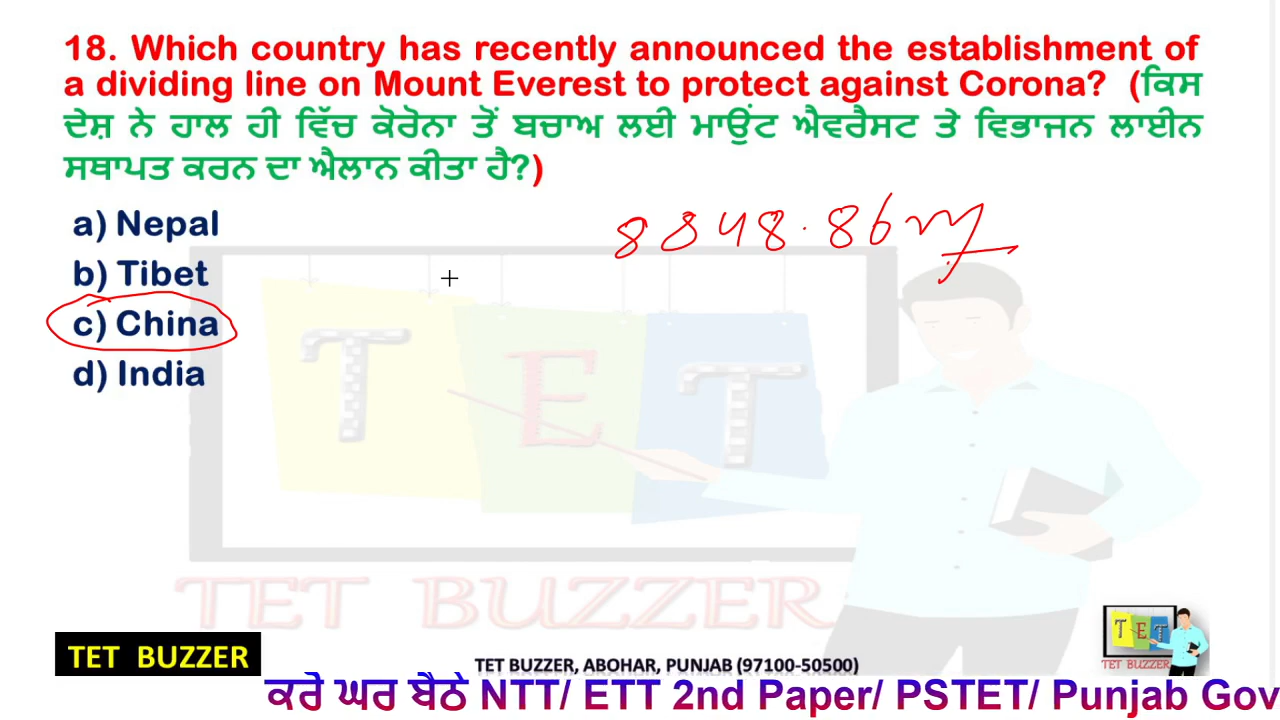 18. Which country has recently announced the establishment of
a dividing line on Mount Everest to protect against Corona? (ਕਿਸ
ਦੇਸ਼ ਨੇ ਹਾਲ ਹੀ ਵਿੱਚ ਕੋਰੋਨਾ ਤੋਂ ਬਚਾਅ ਲਈ ਮਾਉਂਟ ਐਵਰੈਸਟ ਤੇ ਵਿਭਾਜਨ ਲਾਈਨ
ਸਥਾਪਤ ਕਰਨ ਦਾ ਐਲਾਨ ਕੀਤਾ ਹੈ?)
a) Nepal
8848.86m
b) Tibet
c) China
d) India
TET
TET BUZZER
TET BUZZER
TET
TET BUZZER
TET BUZZER, ABOHAR, PUNJAB (97100-50500)
ਕਰੋ ਘਰ ਬੈਠੇ NTT/ ETT 2nd Paper/ PSTET/ Punjab Gov